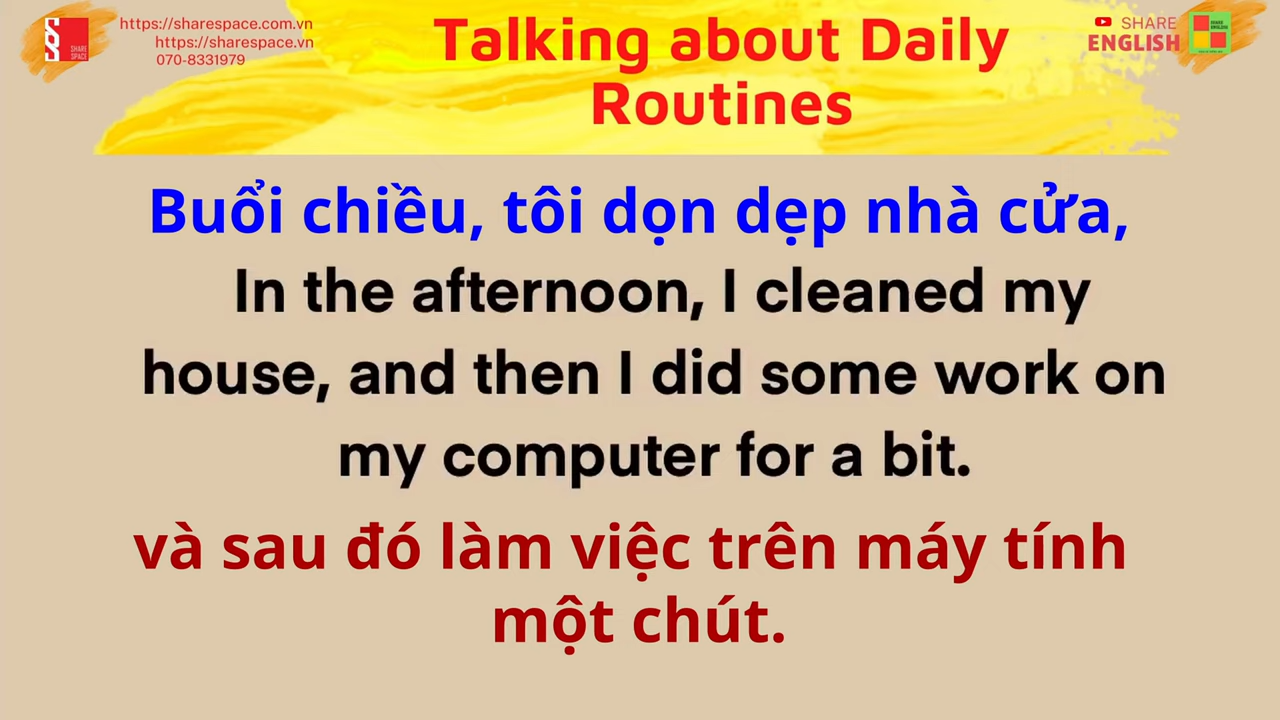 https://sharespace.com.vn
https://sharespace.vn
070-8331979
SHARE
SPACE
Talking about Daily
Routines
SHARE
ENGLISH
Buổi chiều, tôi dọn dẹp nhà cửa,
In the afternoon, I cleaned my
house, and then I did some work on
my computer for a bit.
và sau đó làm việc trên máy tính
một chút.